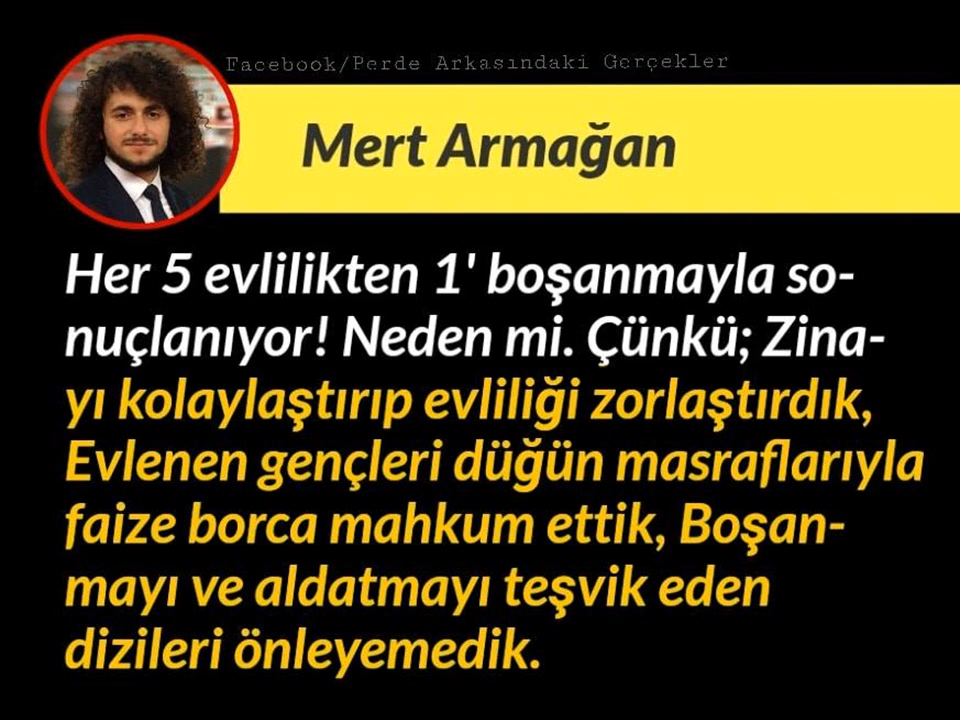 Facebook/Perde Arkasındaki Gerçekler
Mert Armağan
Her 5 evlilikten 1' boşanmayla so-
nuçlanıyor! Neden mi. Çünkü; Zina-
yı kolaylaştırıp evliliği zorlaştırdık,
Evlenen gençleri düğün masraflarıyla
faize borca mahkum ettik, Boşan-
mayı ve aldatmayı teşvik eden
dizileri önleyemedik.